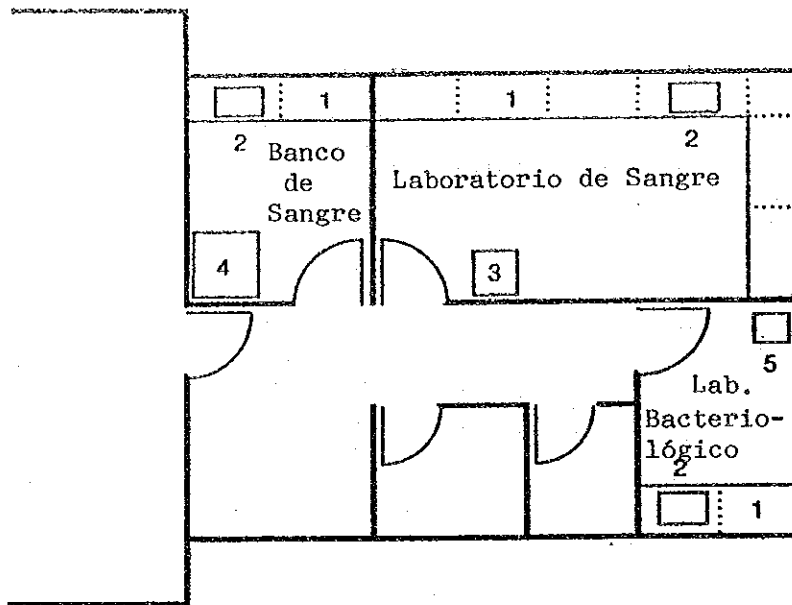 1
1
2
2
Banco
de
Sangre
Laboratorio de Sangre
4
3
5
Lab.
Bacterio-
lógico
2
1